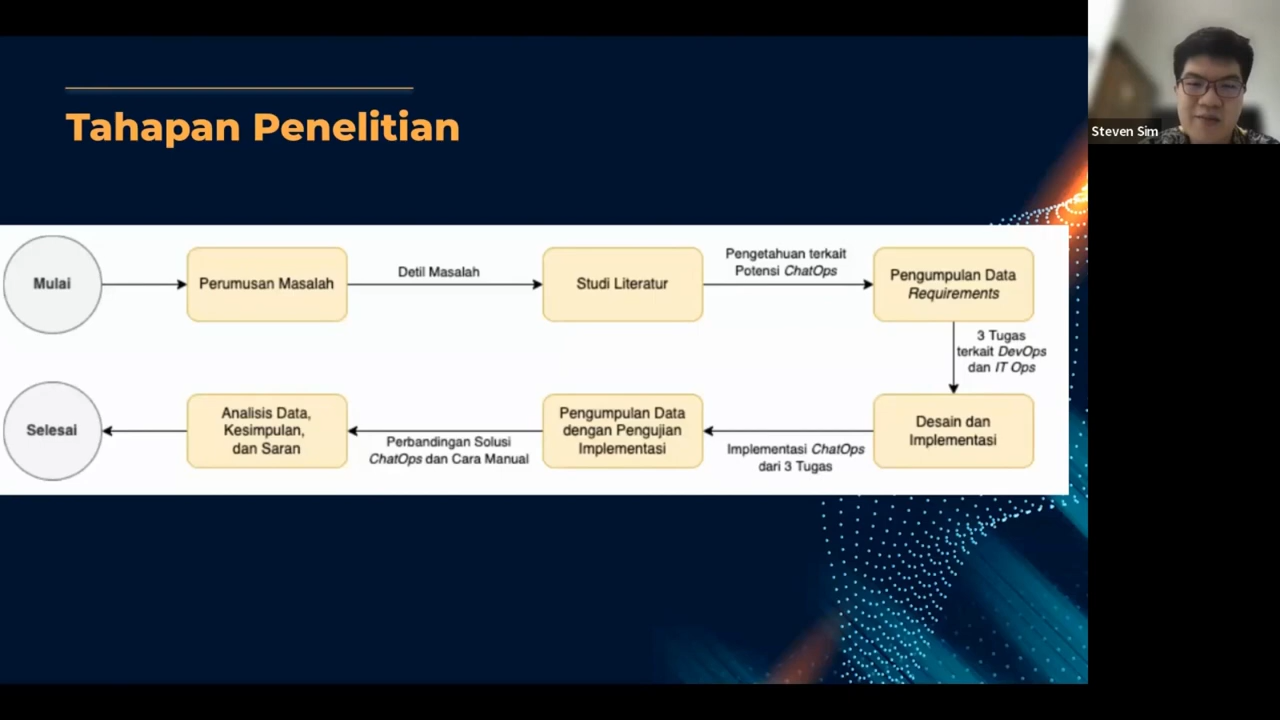 Tahapan Penelitian
Steven Sim
Mulai
Perumusan Masalah
Detil Masalah
Studi Literatur
Pengetahuan terkait
Potensi ChatOps
Pengumpulan Data
Requirements
3 Tugas
terkait DevOps
dan IT Ops
Desain dan
Implementasi
Implementasi ChatOps
dari 3 Tugas
Pengumpulan Data
dengan Pengujian
Implementasi
Perbandingan Solusi
ChatOps dan Cara Manual
Analisis Data,
Kesimpulan,
dan Saran
Selesai